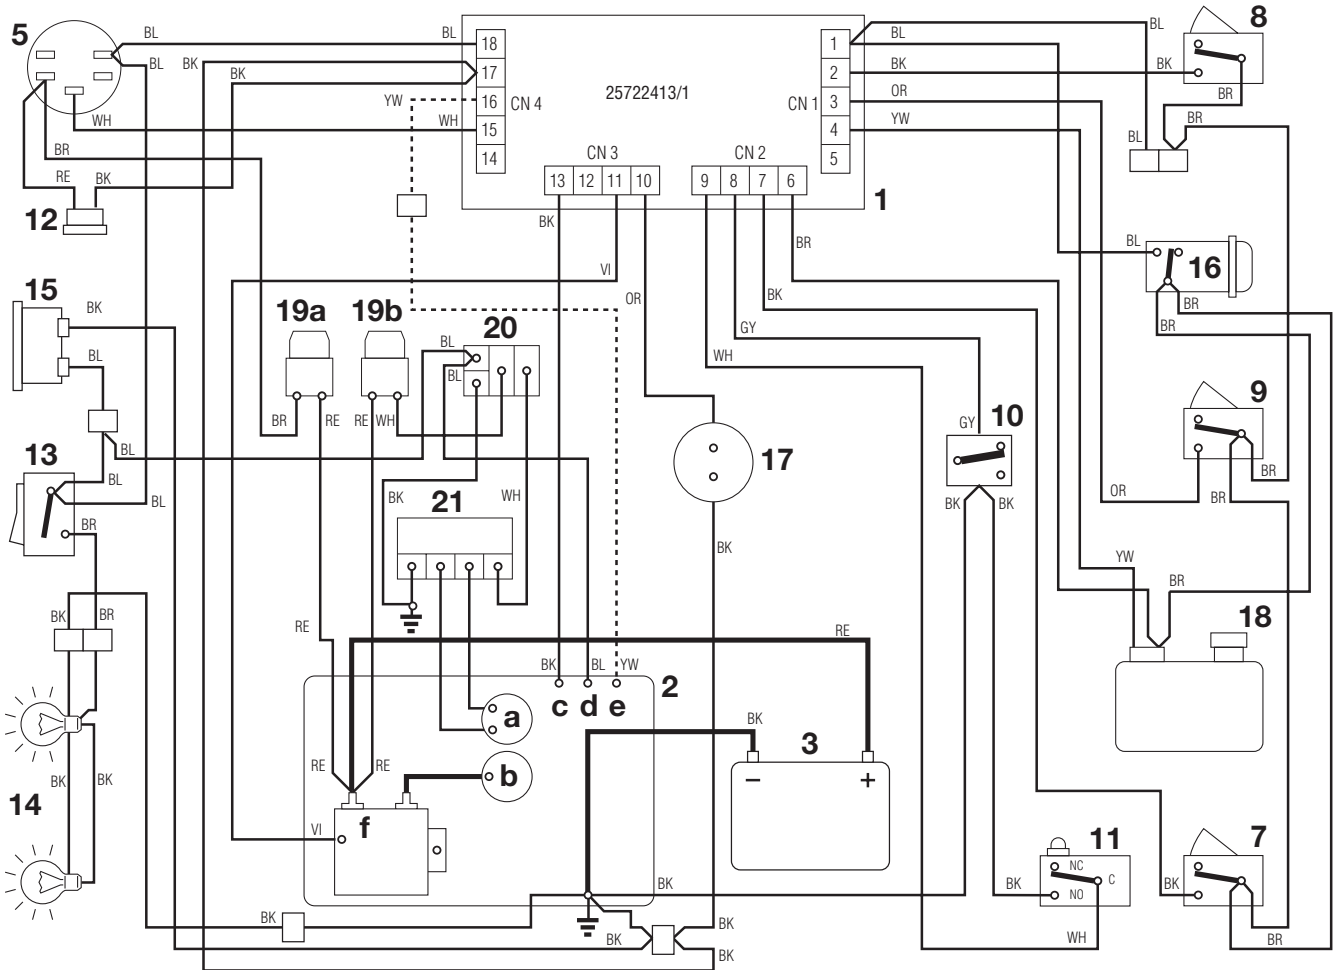 5
BL
BL
BL
BK
BK
YW
WH
WH
BR
RE
BK
12
18
17
16
15
14
CN 4
25722413/1
CN 1
1
2
3
4
5
CN 3
CN 2
13
12
11
10
9
8
7
6
1
BL
BL
BK
OR
YW
8
BK
BR
BR
BL
BK
VI
OR
BR
BK
GY
WH
BL
16
BR
BR
15
BK
BL
19a
19b
20
BL
BL
BR
RE
RE
WH
13
BL
BL
BL
BR
21
BK
WH
17
10
GY
BK
BK
BK
9
OR
BR
BR
YW
BR
18
BK
BR
RE
RE
BK
BL
YW
2
c
d
e
a
b
f
RE
RE
VI
BK
3
−
+
14
BK
BK
11
NC
C
NO
BK
WH
7
BK
BR
BK
BK
BK
BK
BK